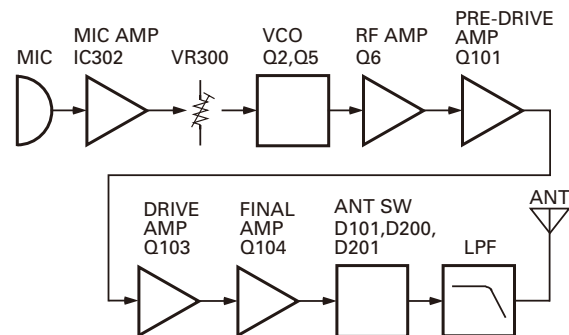 MIC
MIC AMP
IC302
VR300
VCO
Q2,Q5
RF AMP
Q6
PRE-DRIVE
AMP
Q101
DRIVE
AMP
Q103
FINAL
AMP
Q104
ANT SW
D101,D200,
D201
LPF
ANT